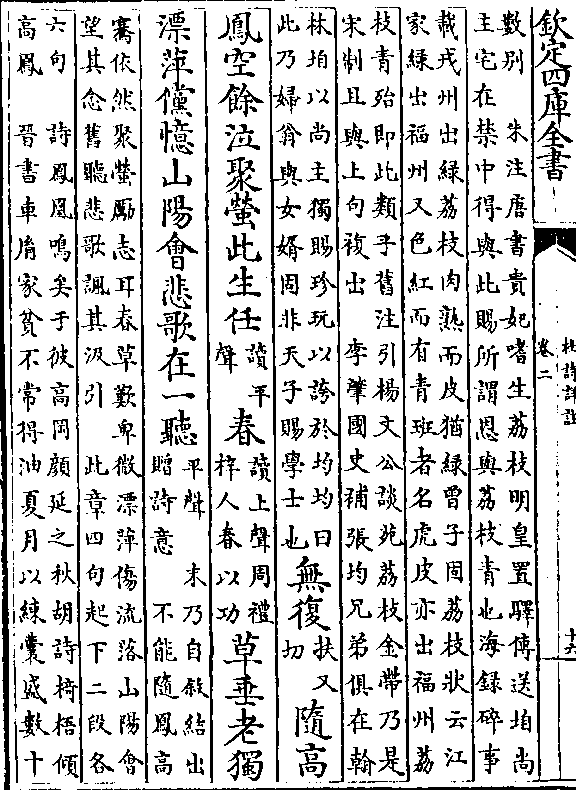 欽定四庫全書
杜詩詳註
卷二
十六
數别　朱注唐書貴妃嗜生荔枝明皇置驛傳送垍尚
主宅在禁中得與此賜所謂恩與荔枝青也海録碎事
載戎州出緑荔枝肉熟而皮猶緑曾子固荔枝狀云江
家緑出福州又色紅而有青班者名虎皮亦出福州荔
枝青殆即此類乎舊注引楊文公談苑荔枝金帶乃是
宋制且與上句複出　李肇國史補張均兄弟俱在翰
林垍以尚主獨賜珍玩以誇於均均曰
此乃婦翁與女婿固非天子賜學士也
無復扶又切隨高
鳳空餘泣聚螢此生任讀平聲春讀上聲周禮梓人春以功草垂老獨
漂萍儻憶山陽會悲歌在一聽平聲　末乃自敘結出
贈詩意　不能隨鳳高
騫依然聚螢勵志耳春草歎卑微漂萍傷流落山陽會
望其念舊聽悲歌諷其汲引　此章四句起下二段各
六句　詩鳳凰鳴矣于彼高岡顏延之秋胡詩椅梧傾
高鳳　晉書車胤家貧不常得油夏月以練囊盛數十